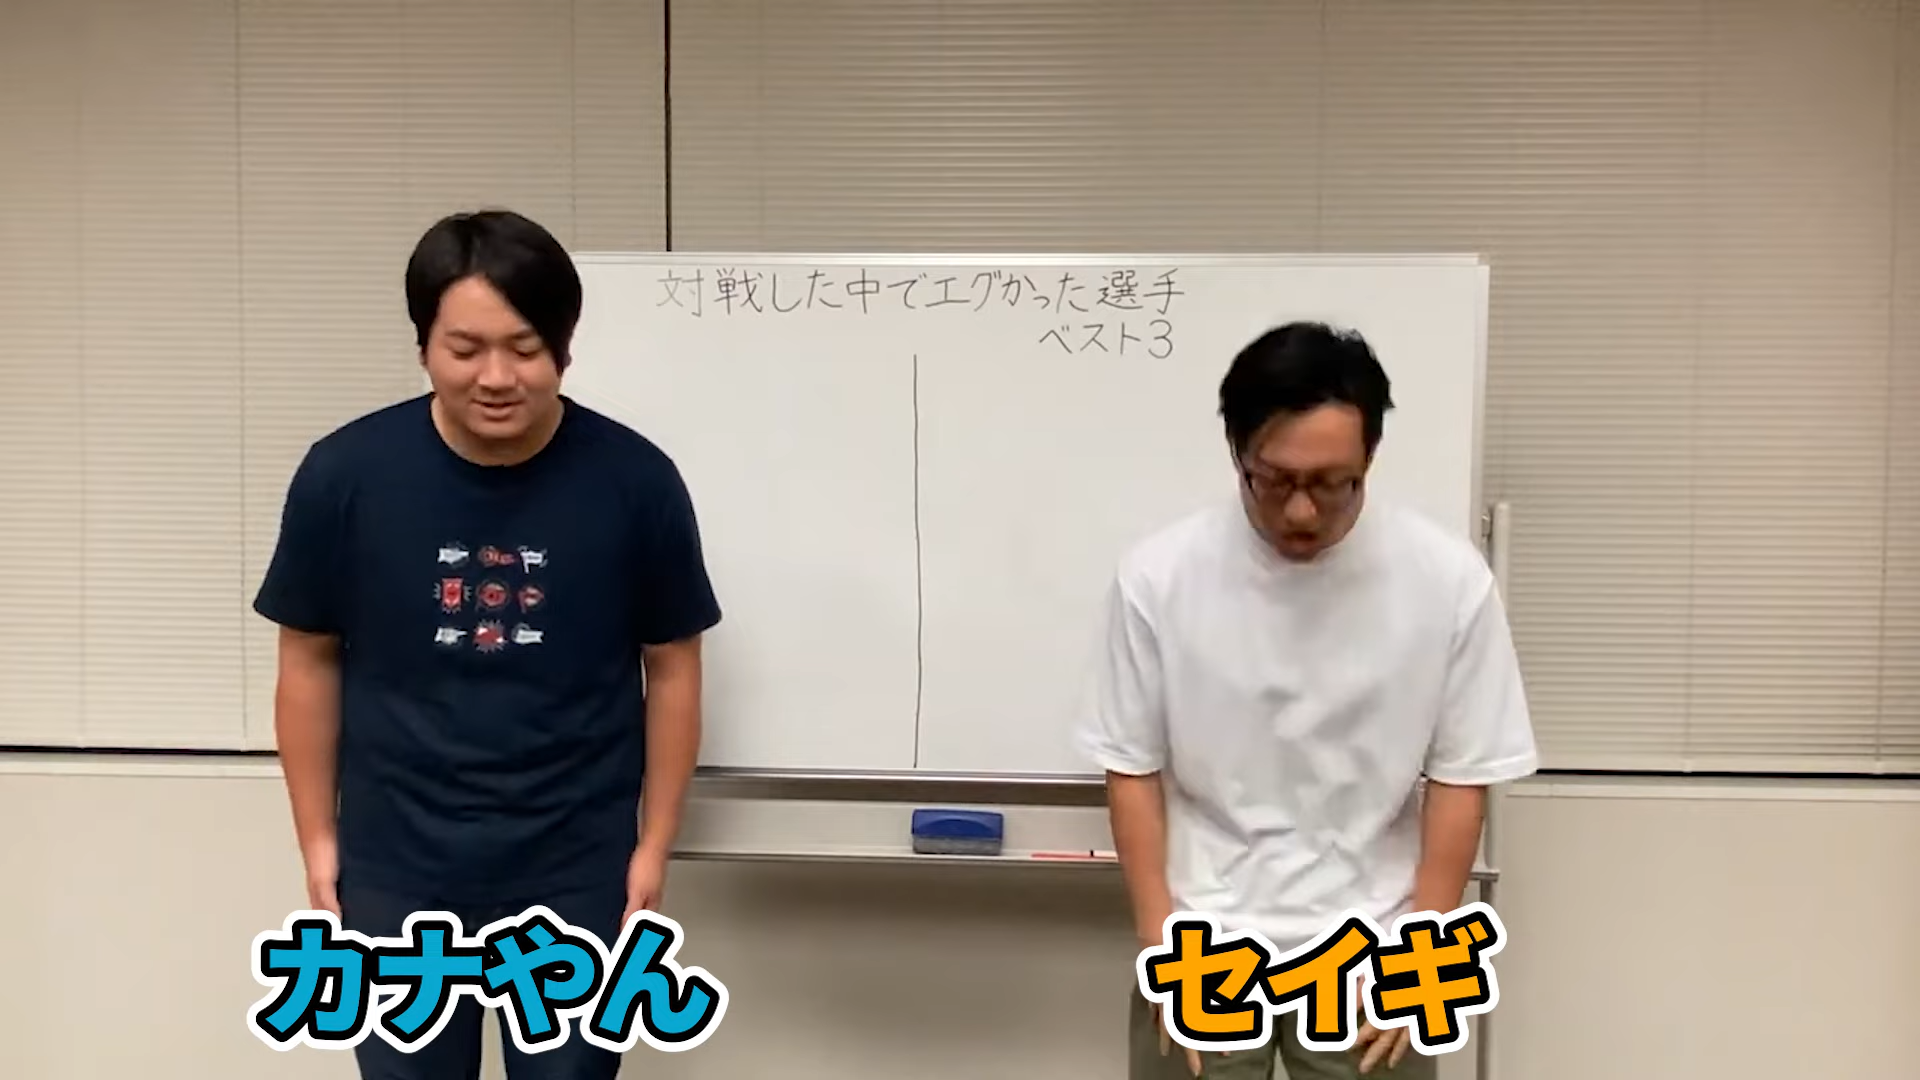 対戦した中でエグかった選手
ベスト3
カナやん
セイギ